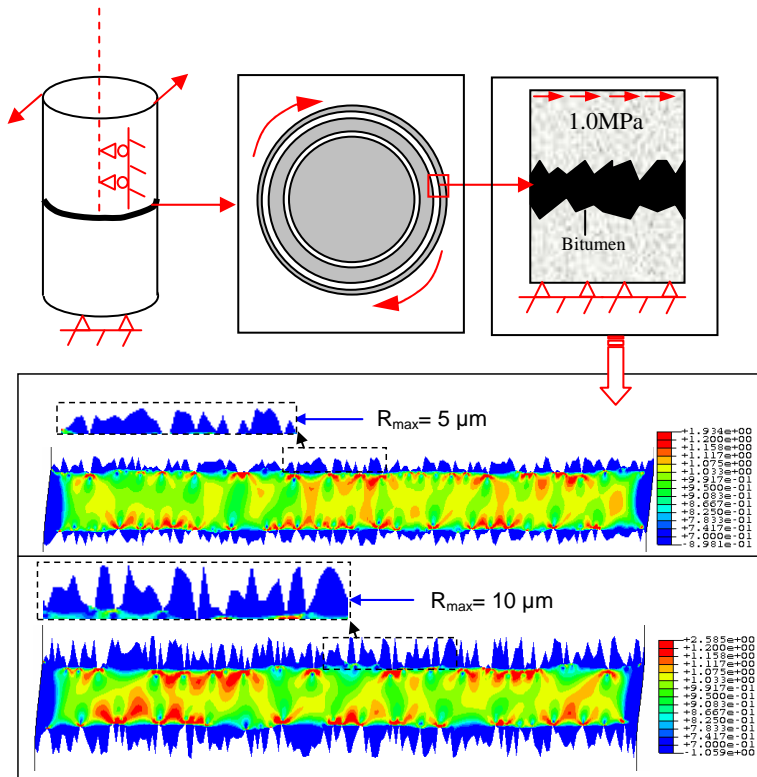 1.0MPa
Bitumen
Rmax= 5 µm
+1.934e+00
+1.200e+00
+1.158e+00
+1.117e+00
+1.075e+00
+1.033e+00
+9.917e-01
+9.500e-01
+9.083e-01
+8.667e-01
+8.250e-01
+7.833e-01
+7.417e-01
+7.000e-01
-8.981e-01
Rmax= 10 µm
+2.585e+00
+1.200e+00
+1.158e+00
+1.117e+00
+1.075e+00
+1.033e+00
+9.917e-01
+9.500e-01
+9.083e-01
+8.667e-01
+8.250e-01
+7.833e-01
+7.417e-01
+7.000e-01
-1.059e+00